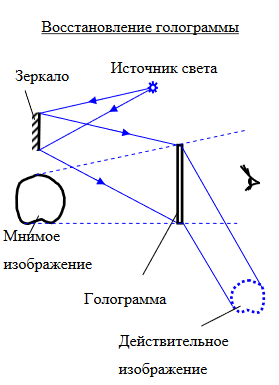 Восстановление голограммы
Источник света
Зеркало
Мнимое
изображение
Голограмма
Действительное
изображение